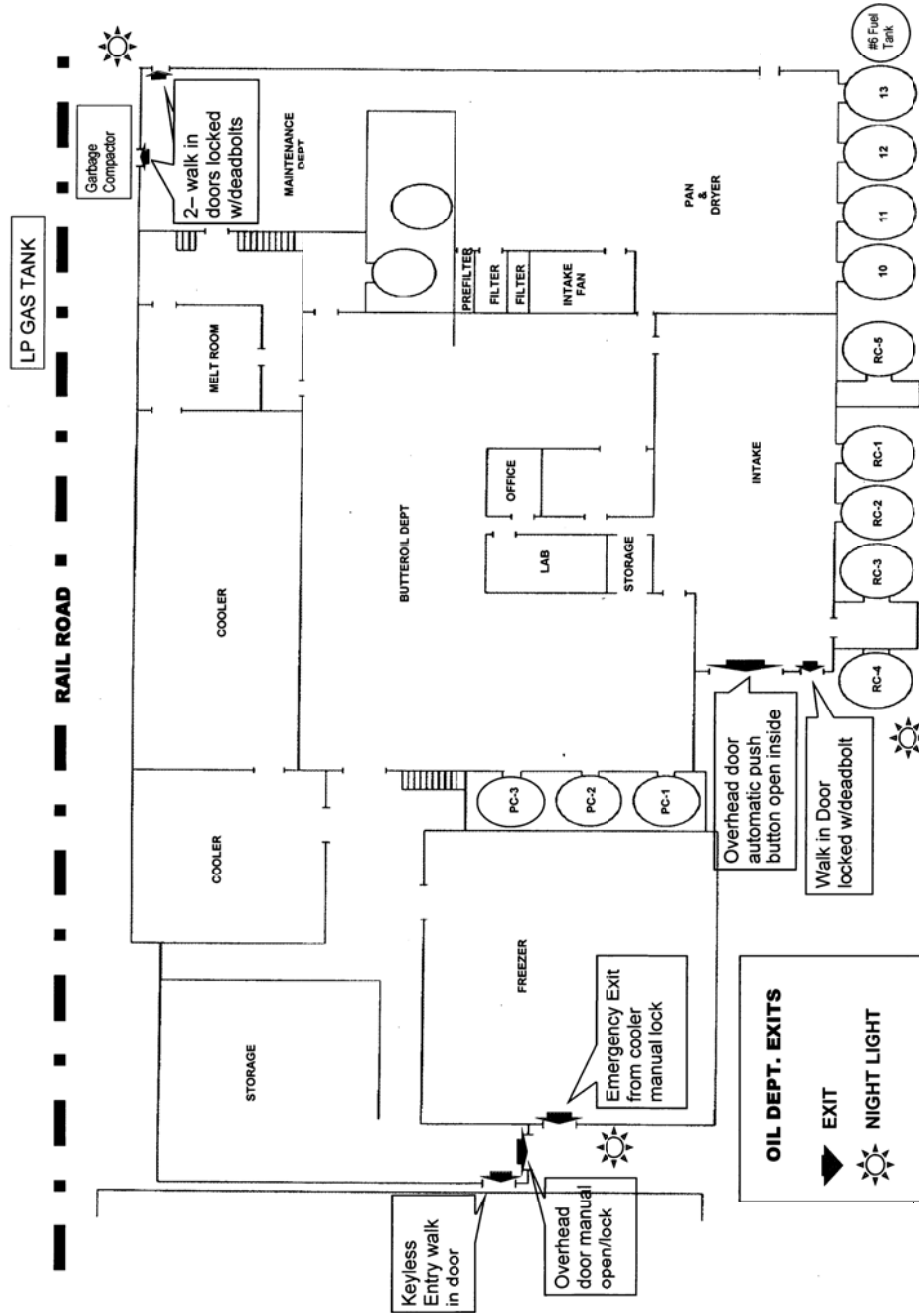 LP GAS TANK
RAIL ROAD
Garbage
Compactor
2– walk in
doors locked
w/deadbolts
MAINTENANCE
DEPT
MELT ROOM
COOLER
COOLER
STORAGE
PREFILTER
FILTER
FILTER
INTAKE
FAN
PAN
&
DRYER
BUTTEROIL DEPT
OFFICE
LAB
STORAGE
INTAKE
PC-3
PC-2
PC-1
FREEZER
#6 Fuel
Tank
13
12
11
10
RC-5
RC-1
RC-2
RC-3
RC-4
Overhead door
automatic push
button open inside
Walk in Door
locked w/deadbolt
Emergency Exit
from cooler
manual lock
Keyless
Entry walk
in door
Overhead
door manual
open/lock
OIL DEPT. EXITS
EXIT
NIGHT LIGHT